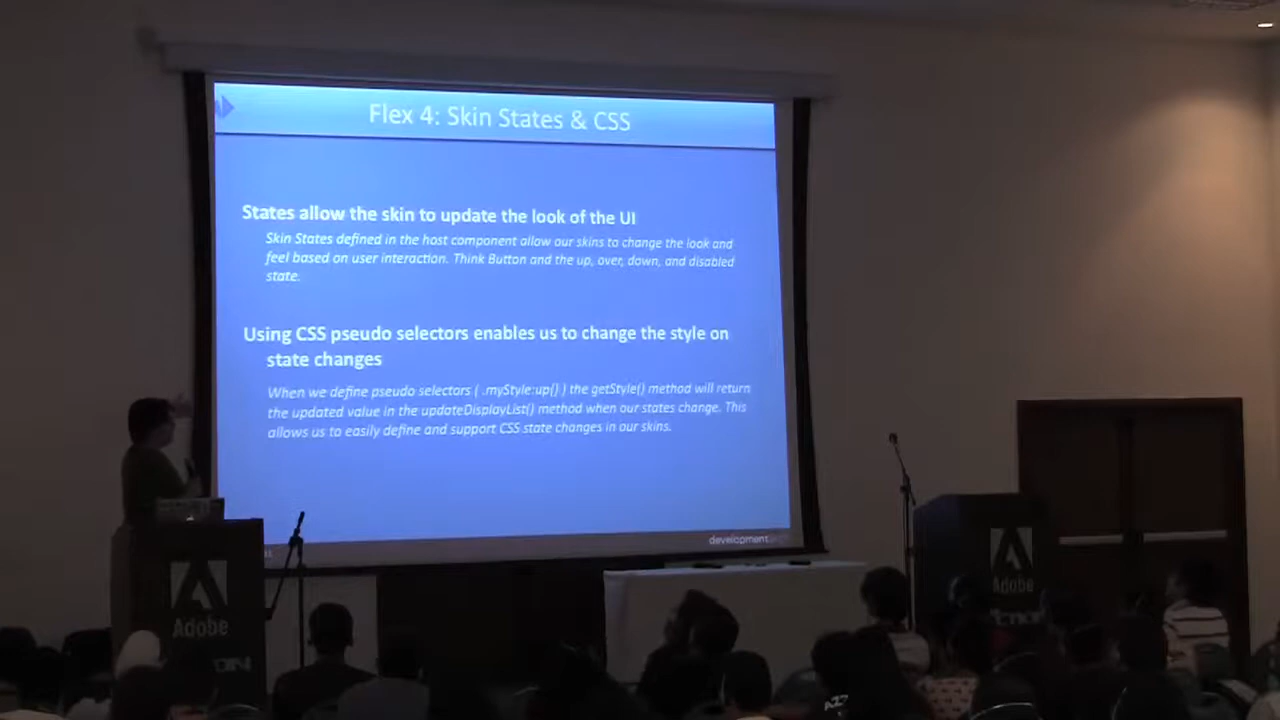 Flex 4: Skin States & CSS
States allow the skin to update the look of the UI
Skin States defined in the host component allow our skins to change the look and
feel based on user interaction. Think Button and the up, over, down, and disabled
state.
Using CSS pseudo selectors enables us to change the style on
state changes
When we define pseudo selectors ( .myStyle:up() ) the getStyle() method will return
the updated value in the updateDisplayList() method when our states change. This
allows us to easily define and support CSS state changes in our skins.
development
Adobe
Adobe